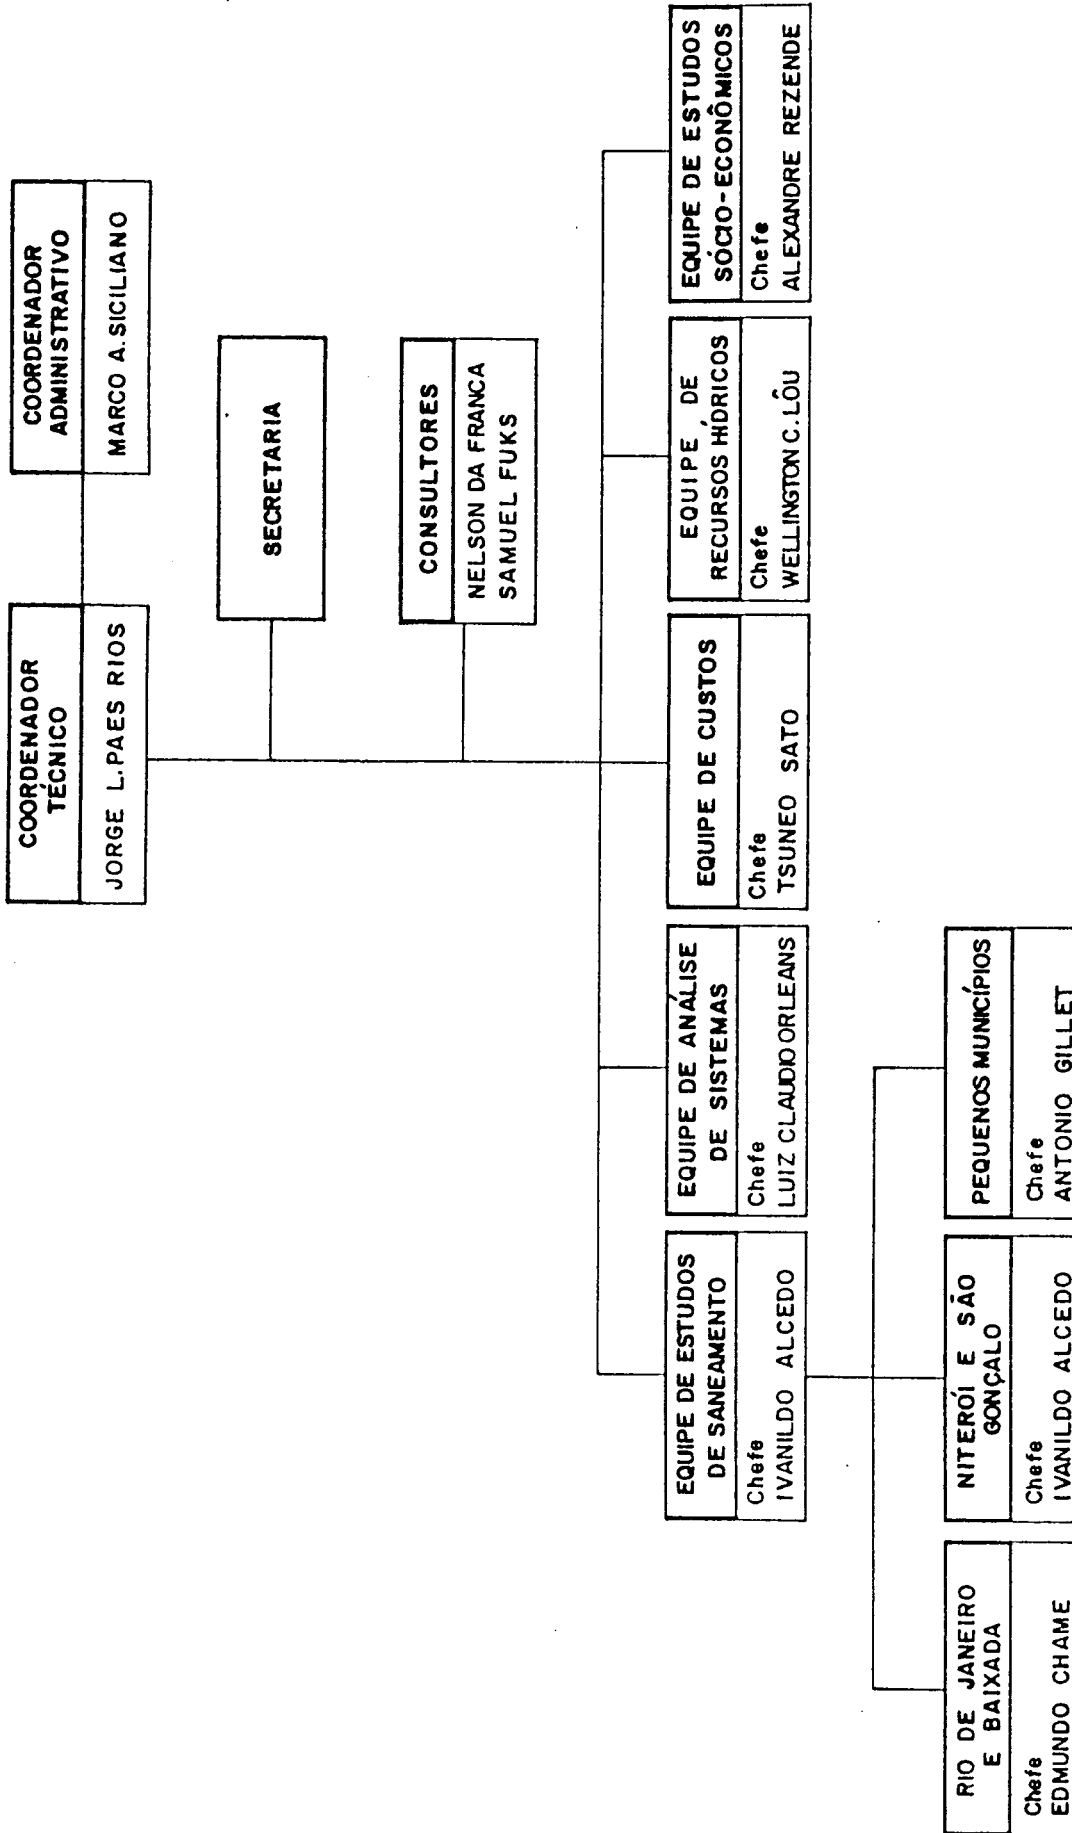 COORDENADOR
TÉCNICO
JORGE L. PAES RIOS
COORDENADOR
ADMINISTRATIVO
MARCO A. SICILIANO
SECRETARIA
CONSULTORES
NELSON DA FRANCA
SAMUEL FUKS
EQUIPE DE ESTUDOS
DE SANEAMENTO
Chefe
IVANILDO ALCEDO
EQUIPE DE ANÁLISE
DE SISTEMAS
Chefe
LUIZ CLAUDIO ORLEANS
EQUIPE DE CUSTOS
Chefe
TSUNEO SATO
EQUIPE DE
RECURSOS HÍDRICOS
Chefe
WELLINGTON C. LÔU
EQUIPE DE ESTUDOS
SÓCIO-ECONÔMICOS
Chefe
ALEXANDRE REZENDE
RIO DE JANEIRO
E BAIXADA
Chefe
EDMUNDO CHAME
NITERÓI E SÃO
GONÇALO
Chefe
IVANILDO ALCEDO
PEQUENOS MUNICÍPIOS
Chefe
ANTONIO GILLET